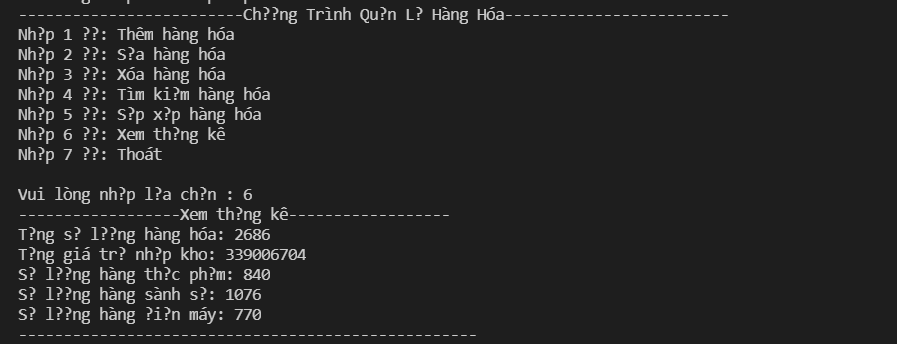 -------------------------Ch??ng Trình Qu?n L? Hàng Hóa-------------------------
Nh?p 1 ??: Thêm hàng hóa
Nh?p 2 ??: S?a hàng hóa
Nh?p 3 ??: Xóa hàng hóa
Nh?p 4 ??: Tìm ki?m hàng hóa
Nh?p 5 ??: S?p x?p hàng hóa
Nh?p 6 ??: Xem th?ng kê
Nh?p 7 ??: Thoát
Vui lòng nh?p l?a ch?n : 6
------------------Xem th?ng kê------------------
T?ng s? l??ng hàng hóa: 2686
T?ng giá tr? nh?p kho: 339006704
S? l??ng hàng th?c ph?m: 840
S? l??ng hàng sành s?: 1076
S? l??ng hàng ?i?n máy: 770
---------------------------------------------------